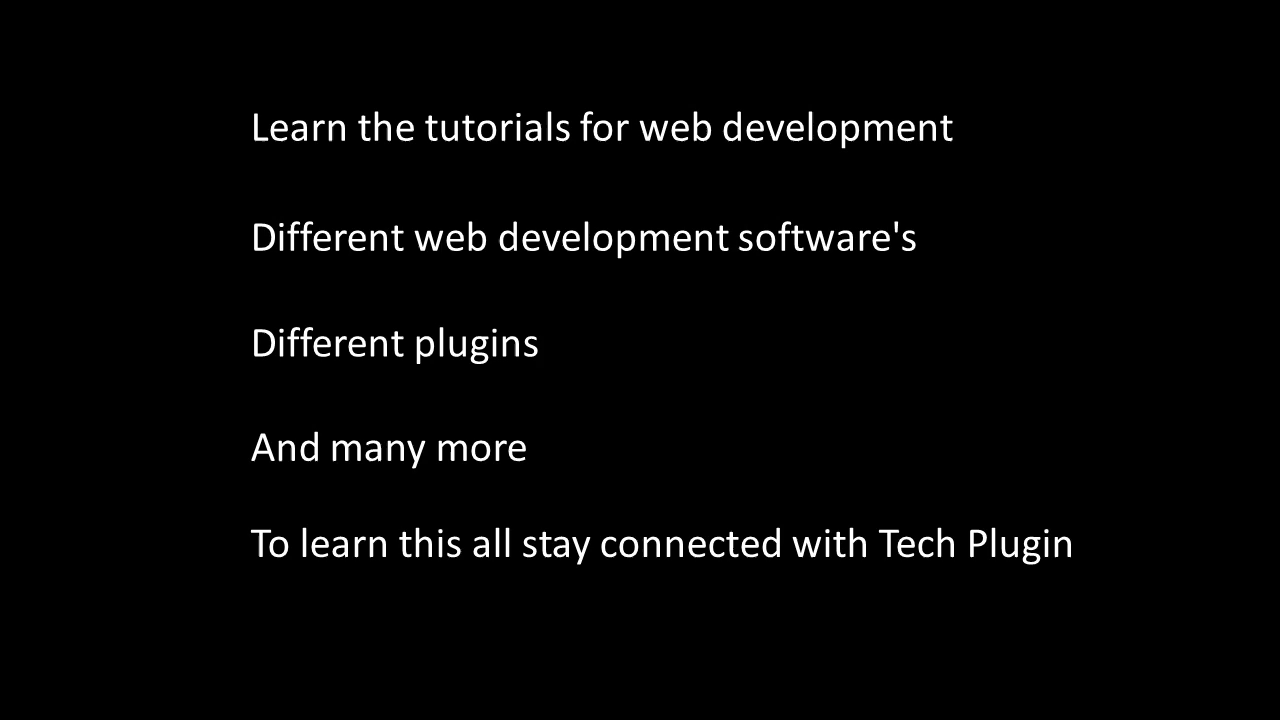 Learn the tutorials for web development
Different web development software's
Different plugins
And many more
To learn this all stay connected with Tech Plugin